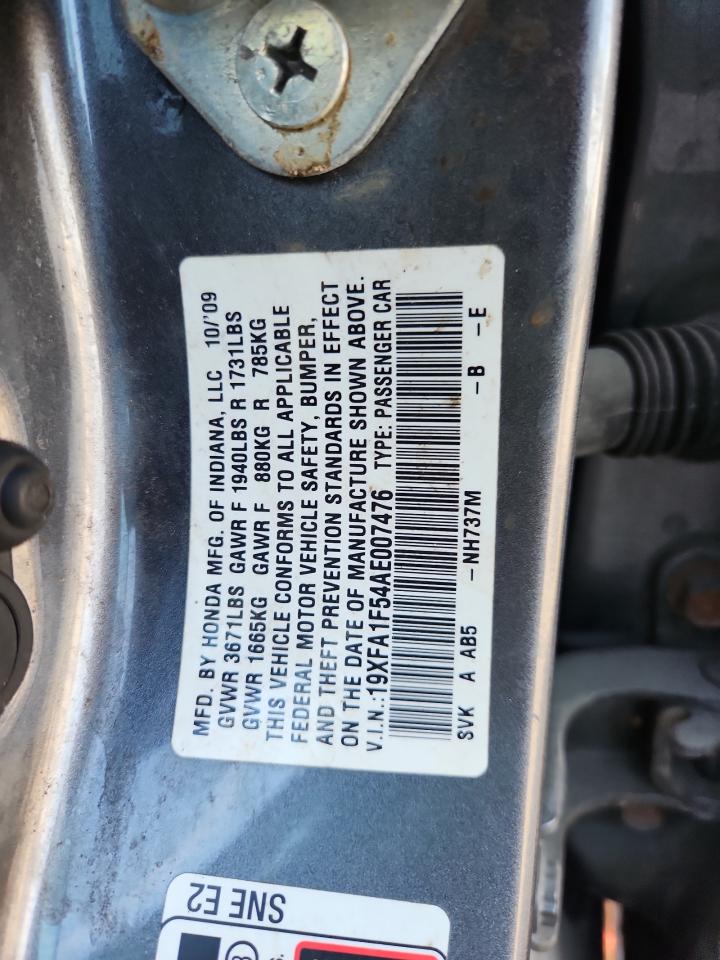 MFD. BY HONDA MFG. OF INDIANA, LLC 10/'09
GVWR 3671LBS GAWR F 1940LBS R 1731LBS
GVWR 1665KG GAWR F 880KG R 785KG
THIS VEHICLE CONFORMS TO ALL APPLICABLE
FEDERAL MOTOR VEHICLE SAFETY, BUMPER,
AND THEFT PREVENTION STANDARDS IN EFFECT
ON THE DATE OF MANUFACTURE SHOWN ABOVE.
V.I.N.:19XFA1F54AE007476 TYPE: PASSENGER CAR
SVK A AB5 -NH737M -B -E
SNE E2